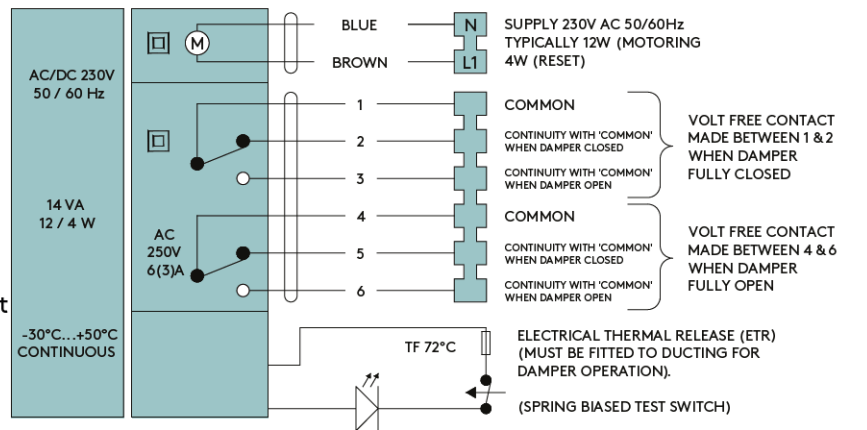 AC/DC 230V
50 / 60 Hz
14 VA
12 / 4 W
t
-30°C...+50°C
CONTINUOUS
M
AC
250V
6(3)A
BLUE
BROWN
N
L1
SUPPLY 230V AC 50/60Hz
TYPICALLY 12W (MOTORING
4W (RESET)
1
COMMON
2
CONTINUITY WITH 'COMMON'
WHEN DAMPER CLOSED
3
CONTINUITY WITH 'COMMON'
WHEN DAMPER OPEN
VOLT FREE CONTACT
MADE BETWEEN 1 & 2
WHEN DAMPER
FULLY CLOSED
4
COMMON
5
CONTINUITY WITH 'COMMON'
WHEN DAMPER CLOSED
6
CONTINUITY WITH 'COMMON'
WHEN DAMPER OPEN
VOLT FREE CONTACT
MADE BETWEEN 4 & 6
WHEN DAMPER
FULLY OPEN
TF 72°C
ELECTRICAL THERMAL RELEASE (ETR)
(MUST BE FITTED TO DUCTING FOR
DAMPER OPERATION).
(SPRING BIASED TEST SWITCH)